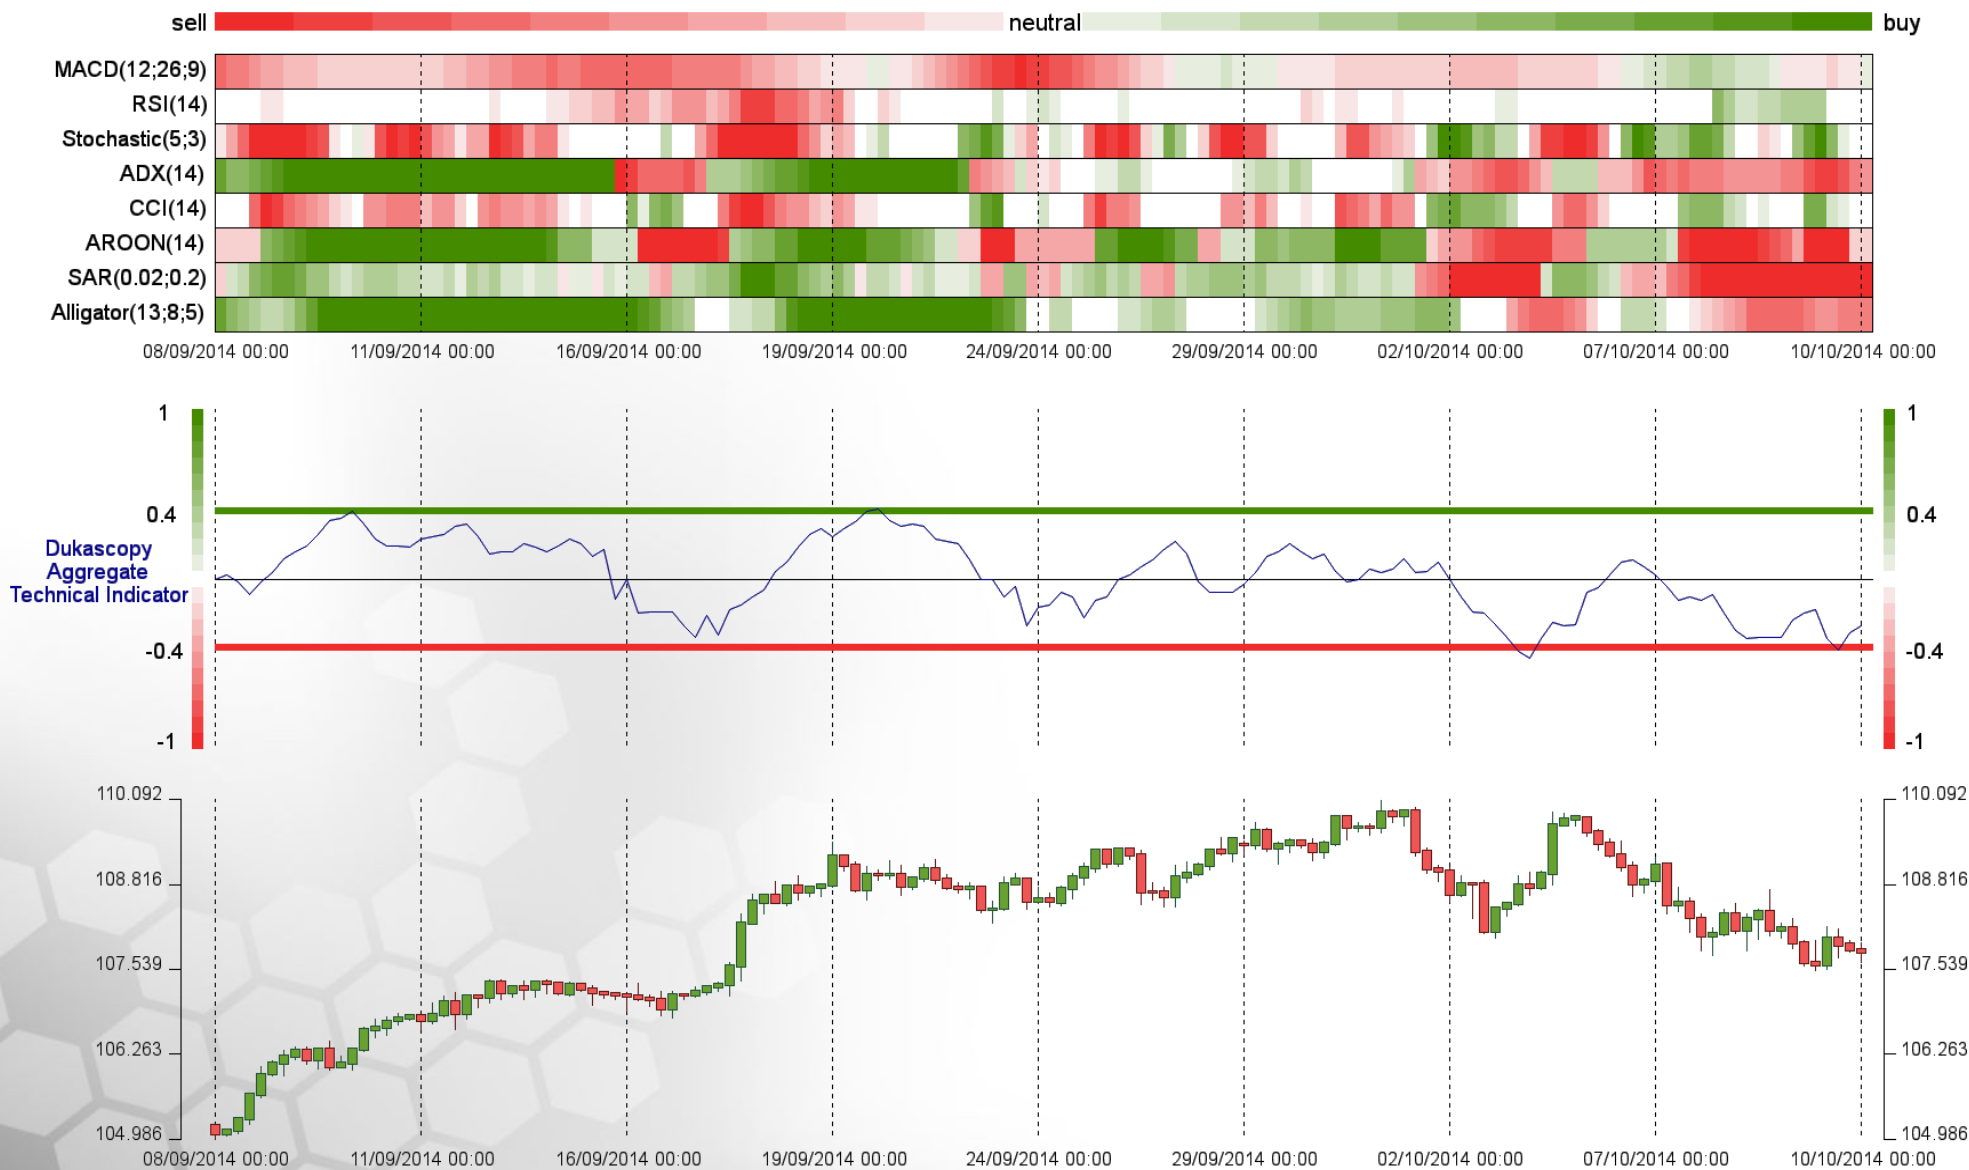 sell neutral buy
MACD(12;26;9)
RSI(14)
Stochastic(5;3)
ADX(14)
CCI(14)
AROON(14)
SAR(0.02;0.2)
Alligator(13;8;5)
08/09/2014 00:00 11/09/2014 00:00 16/09/2014 00:00 19/09/2014 00:00 24/09/2014 00:00 29/09/2014 00:00 02/10/2014 00:00 07/10/2014 00:00 10/10/2014 00:00
1 1
0.4 0.4
Dukascopy
Aggregate
Technical Indicator
-0.4 -0.4
-1 -1
110.092 110.092
108.816 108.816
107.539 107.539
106.263 106.263
104.986 104.986
08/09/2014 00:00 11/09/2014 00:00 16/09/2014 00:00 19/09/2014 00:00 24/09/2014 00:00 29/09/2014 00:00 02/10/2014 00:00 07/10/2014 00:00 10/10/2014 00:00